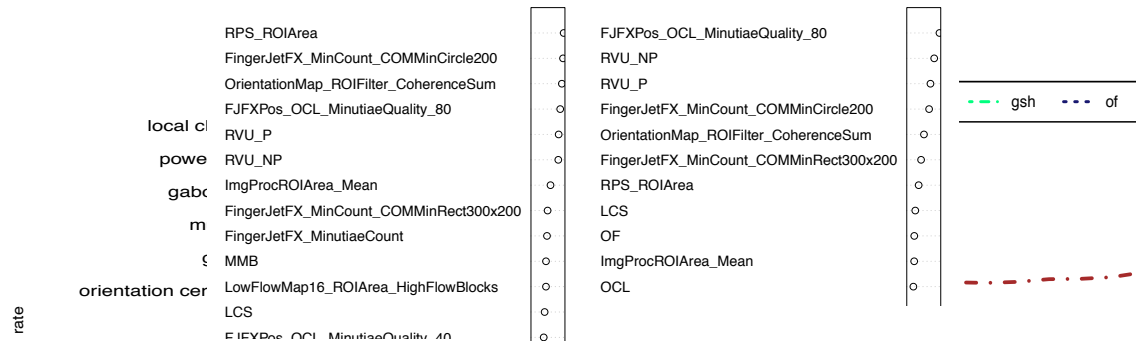 RPS_ROIArea
FingerJetFX_MinCount_COMMinCircle200
OrientationMap_ROIFilter_CoherenceSum
FJFXPos_OCL_MinutiaeQuality_80
RVU_P
RVU_NP
ImgProcROIArea_Mean
FingerJetFX_MinCount_COMMinRect300x200
FingerJetFX_MinutiaeCount
MMB
LowFlowMap16_ROIArea_HighFlowBlocks
LCS
FJFXPos_OCL_MinutiaeQuality_40
FJFXPos_OCL_MinutiaeQuality_80
RVU_NP
RVU_P
FingerJetFX_MinCount_COMMinCircle200
OrientationMap_ROIFilter_CoherenceSum
FingerJetFX_MinCount_COMMinRect300x200
RPS_ROIArea
LCS
OF
ImgProcROIArea_Mean
OCL
local
powe
gabo
m
orientation cer
rate
gsh
of